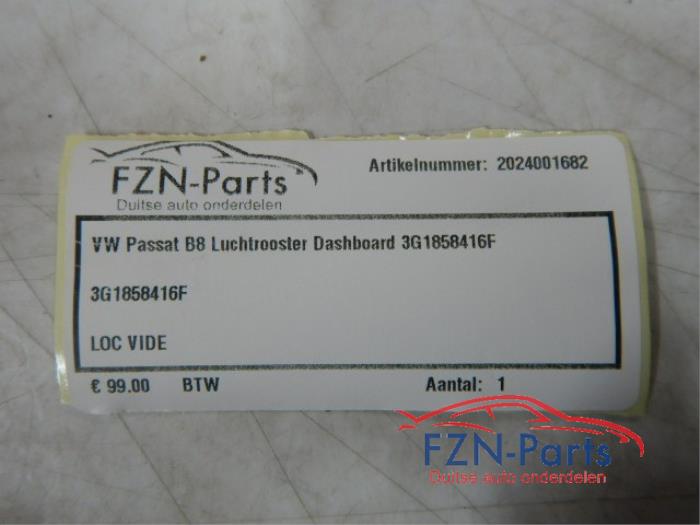 FZN-Parts
Duitse auto onderdelen
Artikelnummer: 2024001682
VW Passat B8 Luchtrooster Dashboard 3G1858416F
3G1858416F
LOC VIDE
€ 99.00 BTW Aantal: 1
FZN-Parts
Duitse auto onderdelen